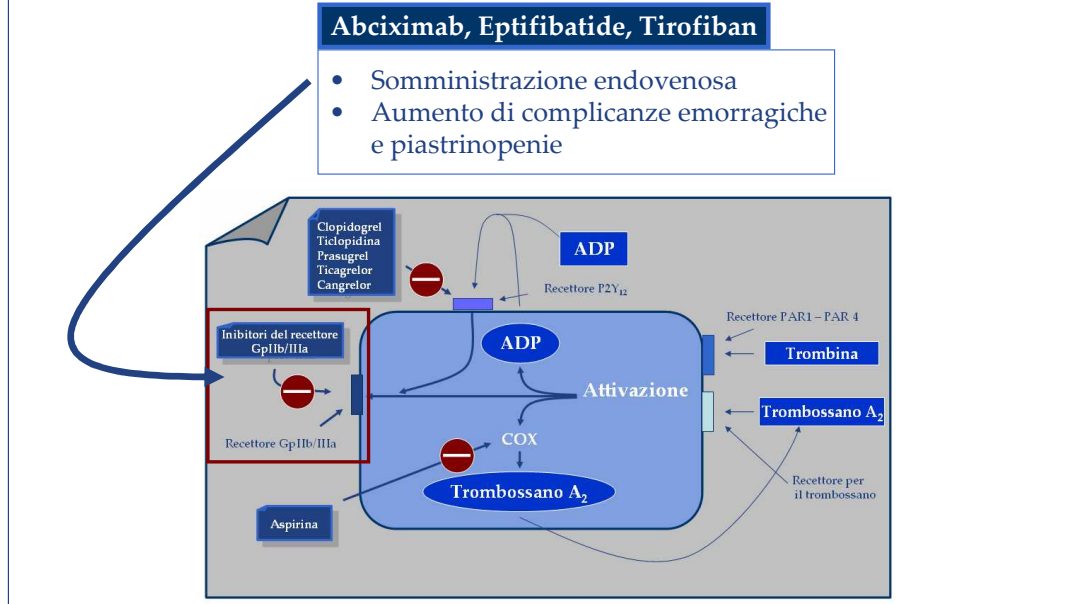 Abciximab, Eptifibatide, Tirofiban
• Somministrazione endovenosa
• Aumento di complicanze emorragiche
e piastrinopenie
Clopidogrel
Ticlopidina
Prasugrel
Ticagrelor
Cangrelor
ADP
Recettore P2Y₁₂
Recettore PAR1 – PAR 4
Inibitori del recettore
GpIIb/IIIa
ADP
Trombina
Attivazione
Trombossano A₂
Recettore GpIIb/IIIa
COX
Trombossano A₂
Recettore per
il trombossano
Aspirina